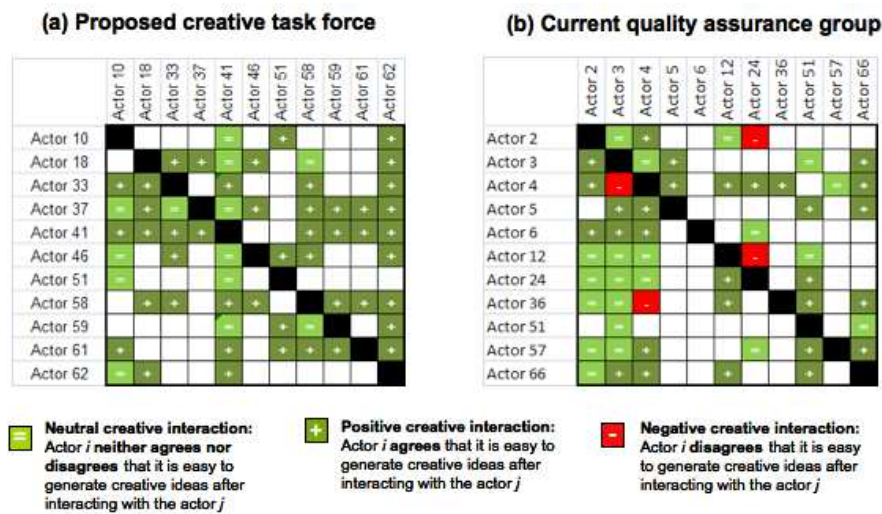 (a) Proposed creative task force
(b) Current quality assurance group
Actor 10 Actor 18 Actor 33 Actor 37 Actor 41 Actor 46 Actor 51 Actor 58 Actor 59 Actor 61 Actor 62
Actor 2 Actor 3 Actor 4 Actor 5 Actor 6 Actor 12 Actor 24 Actor 36 Actor 51 Actor 57 Actor 66
Actor 10 = + +
Actor 18 + + = + = +
Actor 33 + + + + +
Actor 37 = + = = + + + + +
Actor 41 + + + + + + + + +
Actor 46 + = + + +
Actor 51 = =
Actor 58 + + + + + + +
Actor 59 = + = +
Actor 61 + + + + + +
Actor 62 = + +
Actor 2 = + = -
Actor 3 + = + = +
Actor 4 + - + + + + = +
Actor 5 + + + +
Actor 6 + + + =
Actor 12 = = = - =
Actor 24 = = = + +
Actor 36 = = - + + +
Actor 51 = =
Actor 57 = = + = + +
Actor 66 = + + + +
= Neutral creative interaction:
Actor i neither agrees nor
disagrees that it is easy to
generate creative ideas after
interacting with the actor j
+ Positive creative interaction:
Actor i agrees that it is easy to
generate creative ideas after
interacting with the actor j
- Negative creative interaction:
Actor i disagrees that it is easy
to generate creative ideas after
interacting with the actor j